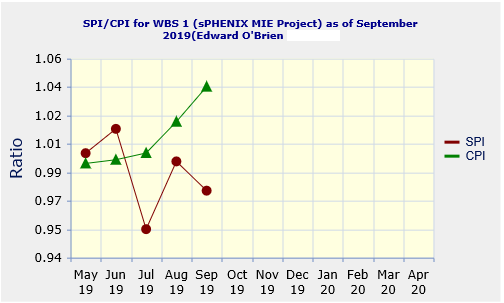 SPI/CPI for WBS 1 (sPHENIX MIE Project) as of September
2019(Edward O'Brien
1.06
1.04
1.02
1.01
0.99
0.97
0.95
0.94
Ratio
May Jun Jul Aug Sep Oct Nov Dec Jan Feb Mar Apr
19 19 19 19 19 19 19 19 20 20 20 20
SPI
CPI